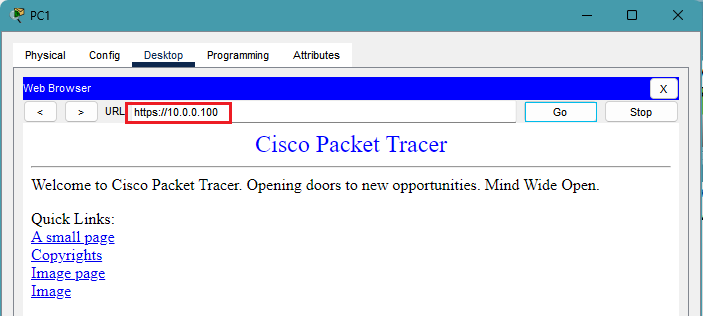 PC1
Physical Config Desktop Programming Attributes
Web Browser X
< > URL https://10.0.0.100 Go Stop
Cisco Packet Tracer
Welcome to Cisco Packet Tracer. Opening doors to new opportunities. Mind Wide Open.
Quick Links:
A small page
Copyrights
Image page
Image